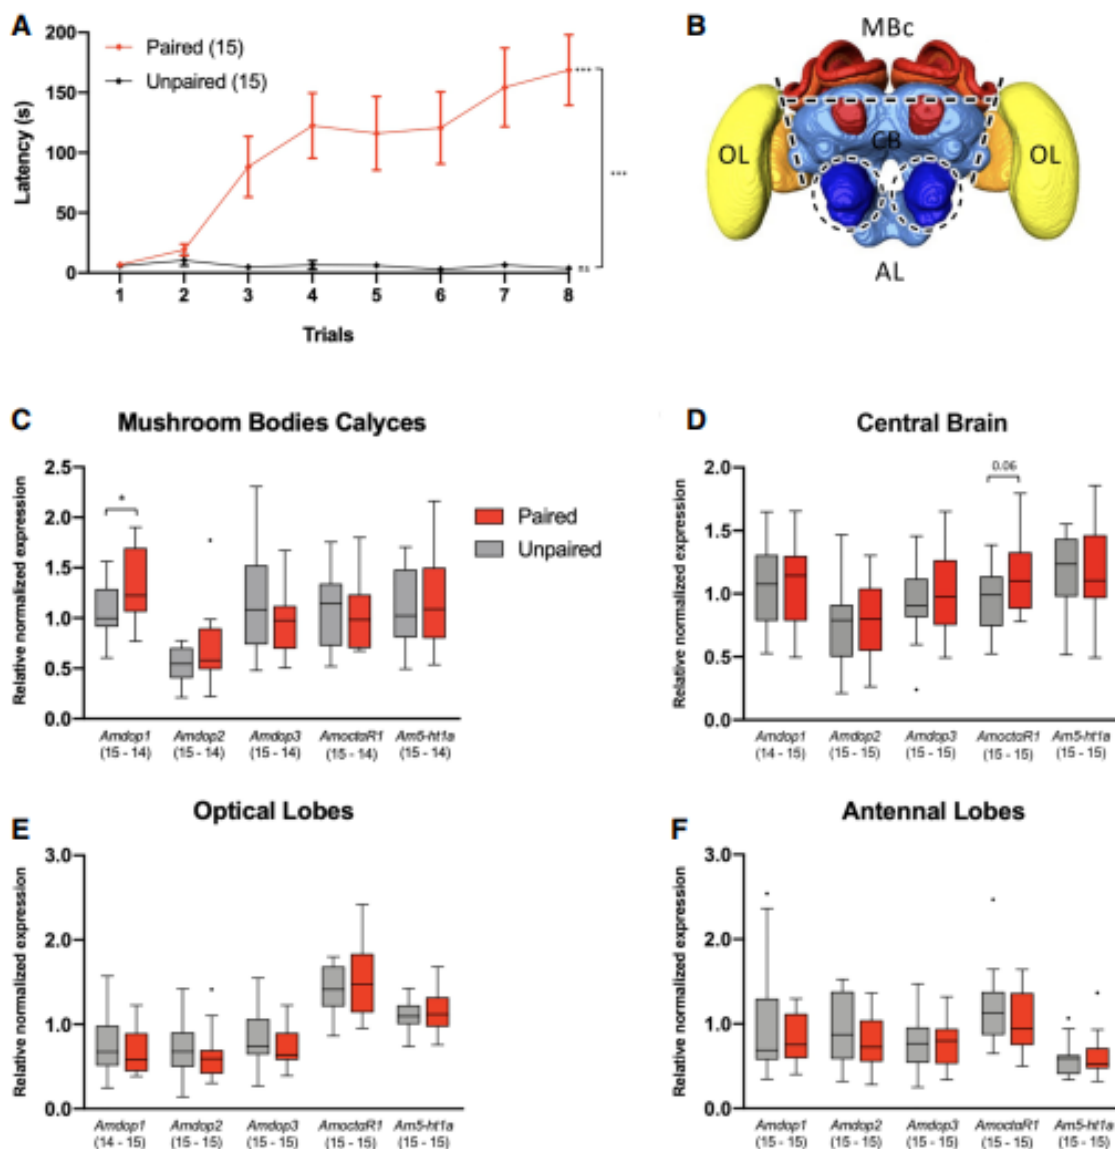 A
200
150
100
50
0
Latency (s)
Paired (15)
Unpaired (15)
***
***
ns
1 2 3 4 5 6 7 8
Trials
B
MBc
OL CB OL
AL
C
Mushroom Bodies Calyces
Relative normalized expression
2.5
2.0
1.5
1.0
0.5
0.0
*
Paired
Unpaired
Amdop1 Amdop2 Amdop3 AmoctαR1 Am5-ht1a
(15 - 14) (15 - 14) (15 - 14) (15 - 14) (15 - 14)
D
Central Brain
Relative normalized expression
2.0
1.5
1.0
0.5
0.0
0.06
Amdop1 Amdop2 Amdop3 AmoctαR1 Am5-ht1a
(14 - 15) (15 - 15) (15 - 15) (15 - 15) (15 - 15)
E
Optical Lobes
Relative normalized expression
3.0
2.0
1.0
0.0
Amdop1 Amdop2 Amdop3 AmoctαR1 Am5-ht1a
(14 - 15) (15 - 15) (15 - 15) (15 - 15) (15 - 15)
F
Antennal Lobes
Relative normalized expression
3.0
2.0
1.0
0.0
Amdop1 Amdop2 Amdop3 AmoctαR1 Am5-ht1a
(15 - 15) (15 - 15) (15 - 15) (15 - 15) (15 - 15)